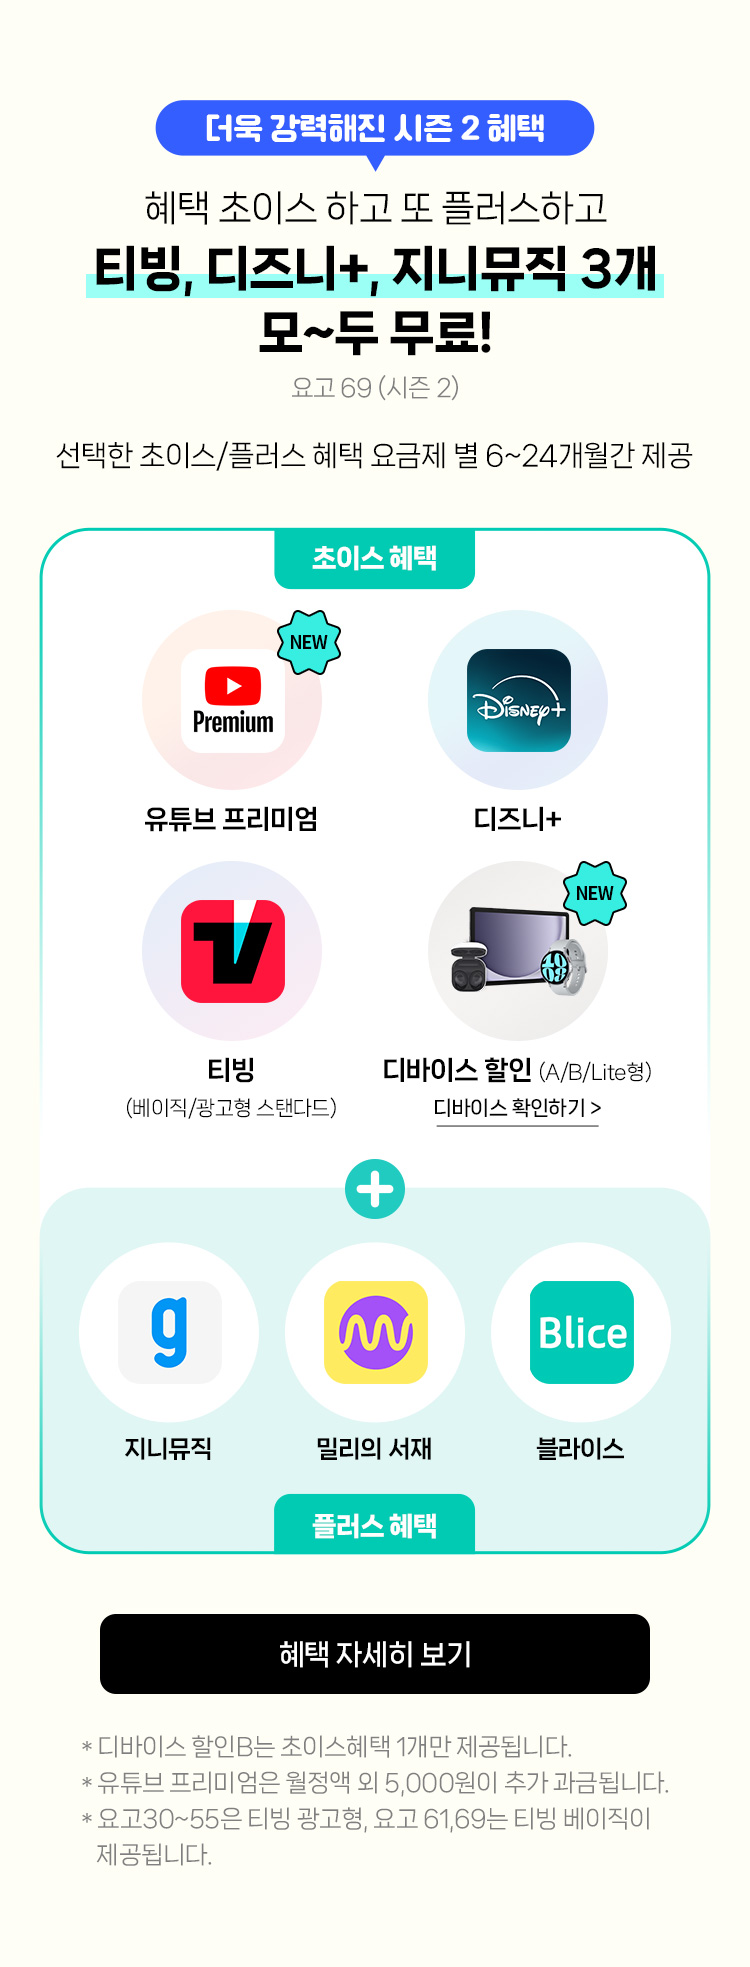 더욱 강력해진 시즌 2 혜택
혜택 초이스 하고 또 플러스하고
티빙, 디즈니+, 지니뮤직 3개
모~두 무료!
요고 69 (시즌 2)
선택한 초이스/플러스 혜택 요금제 별 6~24개월간 제공
초이스 혜택
NEW
Premium
Disney+
유튜브 프리미엄
디즈니+
NEW
TV
티빙
디바이스 할인 (A/B/Lite형)
(베이직/광고형 스탠다드)
디바이스 확인하기 >
g
Blice
지니뮤직
밀리의 서재
블라이스
플러스 혜택
혜택 자세히 보기
* 디바이스 할인B는 초이스혜택 1개만 제공됩니다.
* 유튜브 프리미엄은 월정액 외 5,000원이 추가 과금됩니다.
* 요고30~55은 티빙 광고형, 요고 61,69는 티빙 베이직이
제공됩니다.